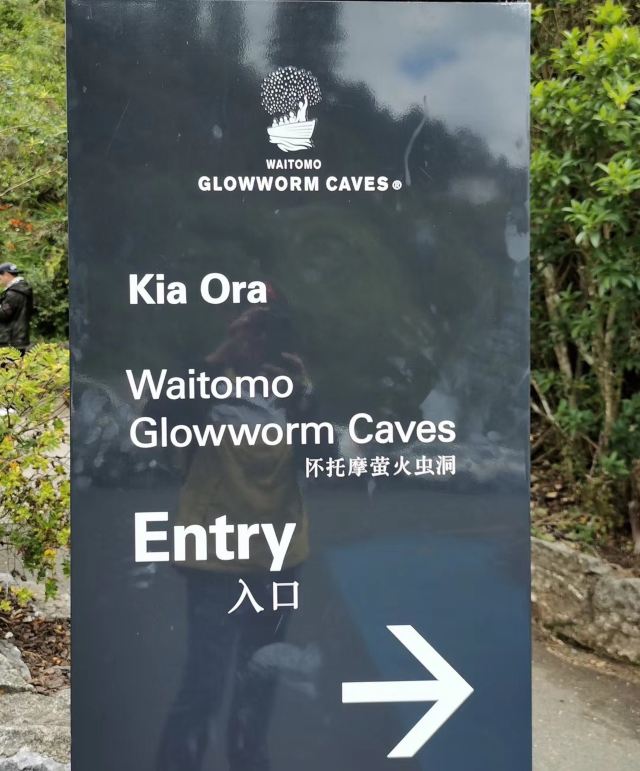 WAITOMO
GLOWWORM CAVES®
Kia Ora
Waitomo
Glowworm Caves
怀托摩萤火虫洞
Entry
入口